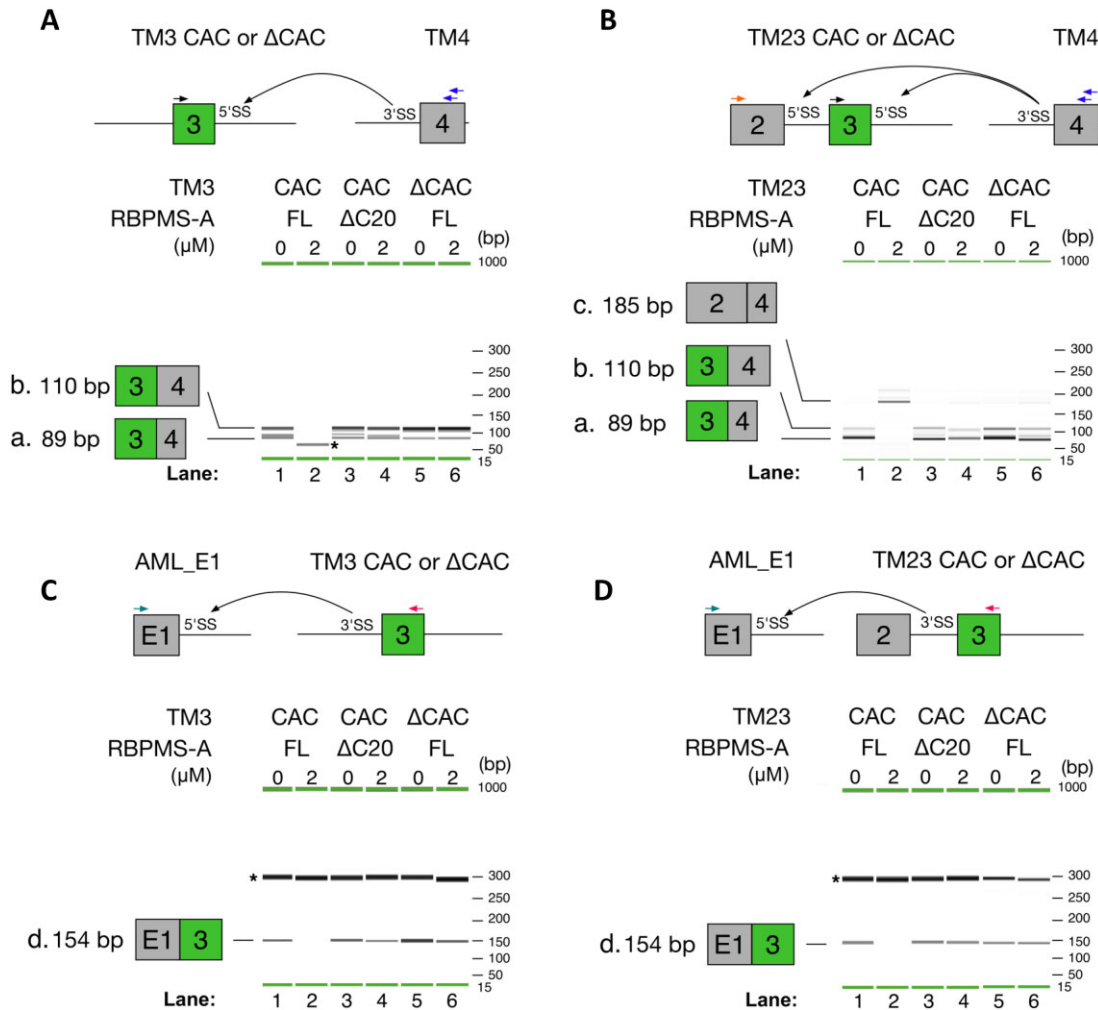 A
TM3 CAC or ΔCAC TM4
3 5'SS 3'SS 4
TM3 CAC CAC ΔCAC
RBPMS-A FL ΔC20 FL
(μM) 0 2 0 2 0 2 (bp)
1000
300
250
200
b. 110 bp 3 4
100
a. 89 bp 3 4 *
50
15
Lane: 1 2 3 4 5 6
B
TM23 CAC or ΔCAC TM4
2 5'SS 3 5'SS 3'SS 4
TM23 CAC CAC ΔCAC
RBPMS-A FL ΔC20 FL
(μM) 0 2 0 2 0 2 (bp)
1000
c. 185 bp 2 4
300
250
b. 110 bp 3 4
200
150
a. 89 bp 3 4
100
50
15
Lane: 1 2 3 4 5 6
C
AML_E1 TM3 CAC or ΔCAC
E1 5'SS 3'SS 3
TM3 CAC CAC ΔCAC
RBPMS-A FL ΔC20 FL
(μM) 0 2 0 2 0 2 (bp)
1000
* 300
250
200
d. 154 bp E1 3 150
100
50
15
Lane: 1 2 3 4 5 6
D
AML_E1 TM23 CAC or ΔCAC
E1 5'SS 2 3'SS 3
TM23 CAC CAC ΔCAC
RBPMS-A FL ΔC20 FL
(μM) 0 2 0 2 0 2 (bp)
1000
* 300
250
200
d. 154 bp E1 3 150
100
50
15
Lane: 1 2 3 4 5 6